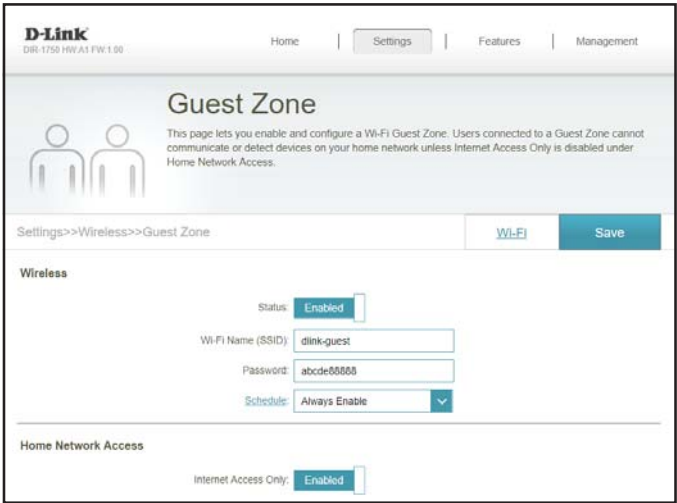 D-Link
DIR-1750 HW:A1 FW:1.00
Home | Settings | Features | Management
Guest Zone
This page lets you enable and configure a Wi-Fi Guest Zone. Users connected to a Guest Zone cannot
communicate or detect devices on your home network unless Internet Access Only is disabled under
Home Network Access.
Settings>>Wireless>>Guest Zone
Wi-Fi
Save
Wireless
Status: Enabled
Wi-Fi Name (SSID): dlink-guest
Password: abcde88888
Schedule: Always Enable
Home Network Access
Internet Access Only: Enabled